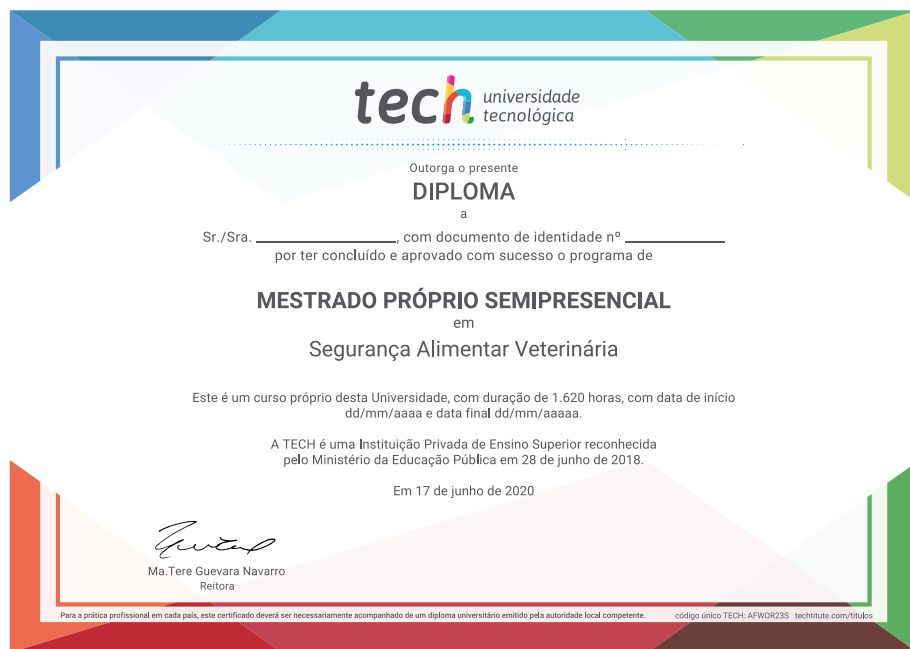 tech universidade
tecnológica
Outorga o presente
DIPLOMA
a
Sr./Sra. ____________________, com documento de identidade nº ______________
por ter concluído e aprovado com sucesso o programa de
MESTRADO PRÓPRIO SEMIPRESENCIAL
em
Segurança Alimentar Veterinária
Este é um curso próprio desta Universidade, com duração de 1.620 horas, com data de início
dd/mm/aaaa e data final dd/mm/aaaaa.
A TECH é uma Instituição Privada de Ensino Superior reconhecida
pelo Ministério da Educação Pública em 28 de junho de 2018.
Em 17 de junho de 2020
Ma.Tere Guevara Navarro
Reitora
Para a prática profissional em cada país, este certificado deverá ser necessariamente acompanhado de um diploma universitário emitido pela autoridade local competente. código único TECH: AFWOR23S techtitute.com/títulos